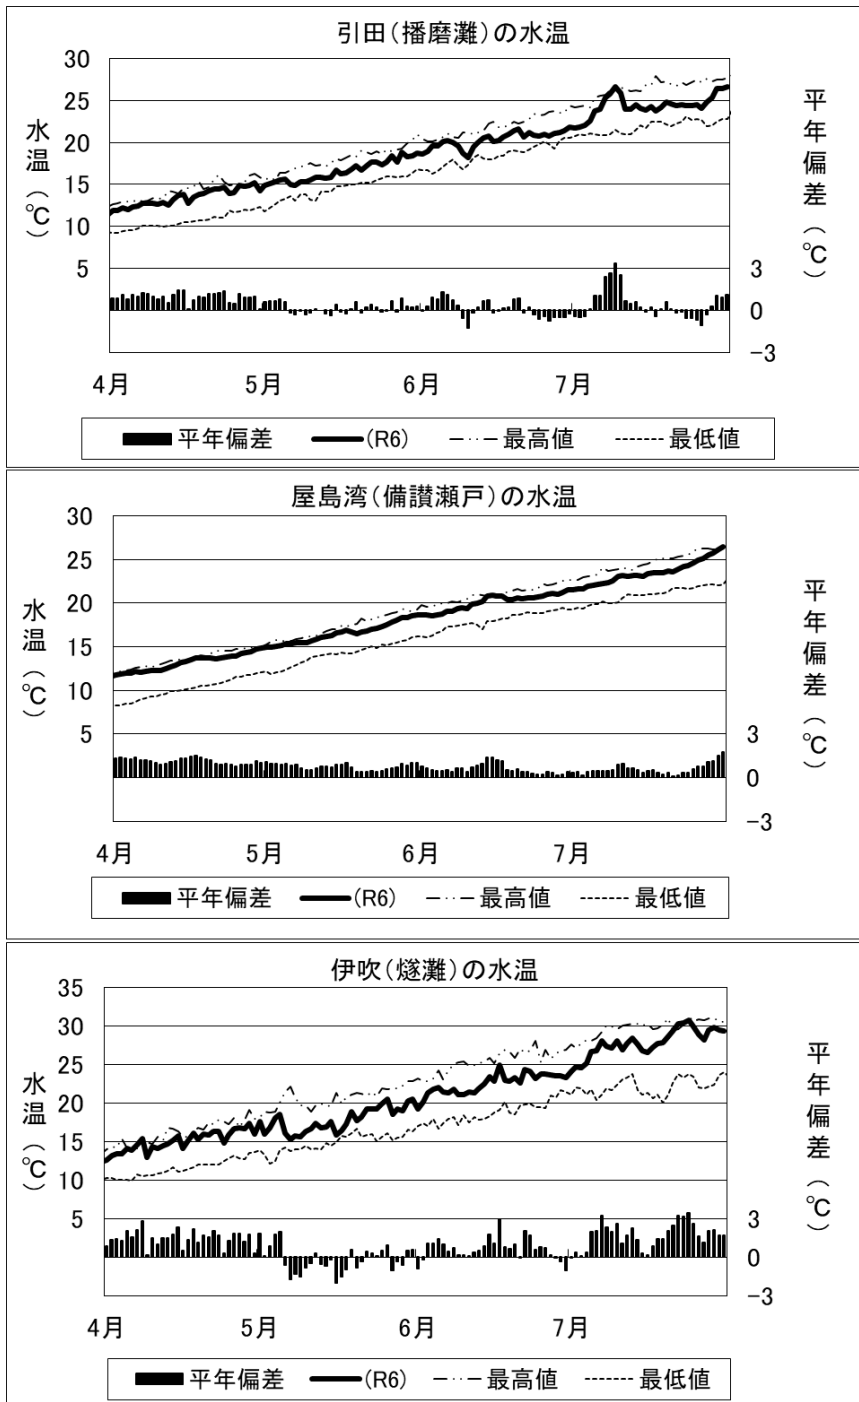 引田（播磨灘）の水温
30
25
20
15
10
5
水温（℃）
平年偏差（℃）
3
0
−3
4月 5月 6月 7月
平年偏差 (R6) 最高値 最低値
屋島湾（備讃瀬戸）の水温
30
25
20
15
10
5
水温（℃）
平年偏差（℃）
3
0
−3
4月 5月 6月 7月
平年偏差 (R6) 最高値 最低値
伊吹（燧灘）の水温
35
30
25
20
15
10
5
水温（℃）
平年偏差（℃）
3
0
−3
4月 5月 6月 7月
平年偏差 (R6) 最高値 最低値